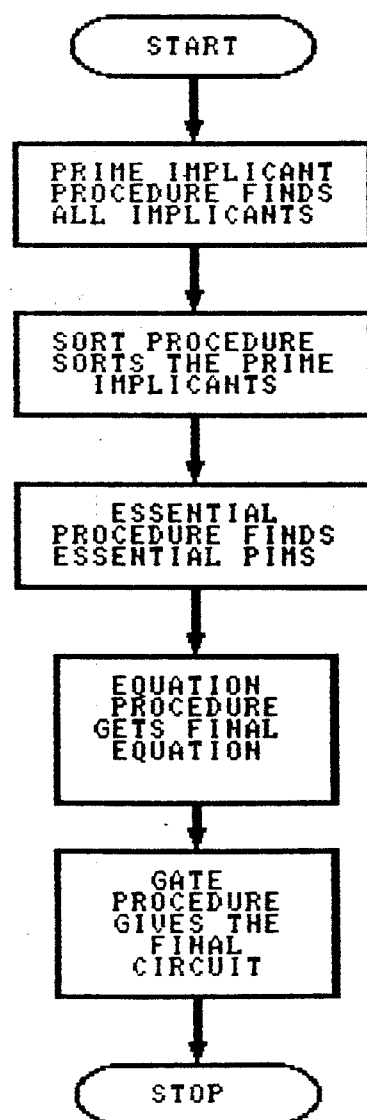 START
PRIME IMPLICANT
PROCEDURE FINDS
ALL IMPLICANTS
SORT PROCEDURE
SORTS THE PRIME
IMPLICANTS
ESSENTIAL
PROCEDURE FINDS
ESSENTIAL PIMS
EQUATION
PROCEDURE
GETS FINAL
EQUATION
GATE
PROCEDURE
GIVES THE
FINAL
CIRCUIT
STOP